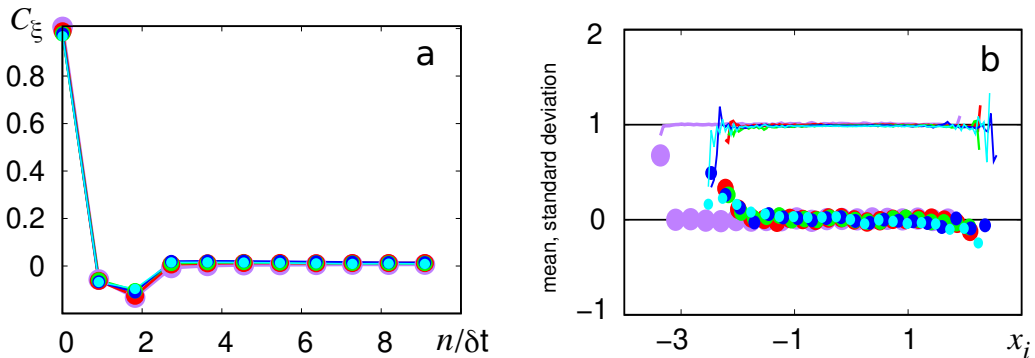 C_ξ
a
0.8
0.6
0.4
0.2
0
0 2 4 6 8 n/δt
b
mean, standard deviation
2
1
0
−1
−3 −1 1 x_i